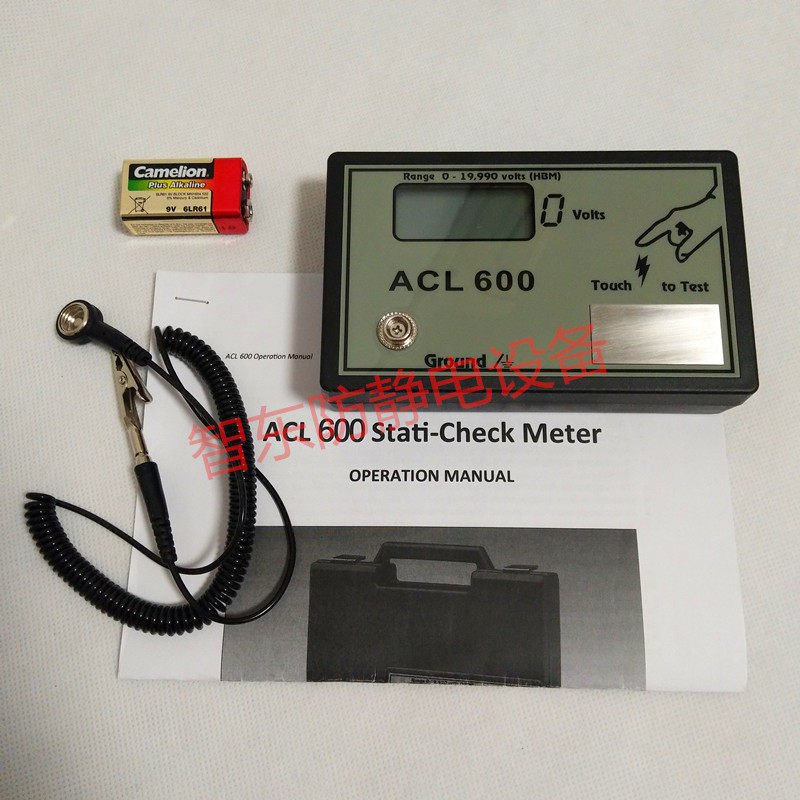 Camelion
Plus Alkaline
9V 6LR61
Range 0 - 19,990 volts (HBM)
0 Volts
ACL 600
Touch to Test
Ground
ACL 600 Operation Manual
智东防静电设备
ACL 600 Stati-Check Meter
OPERATION MANUAL